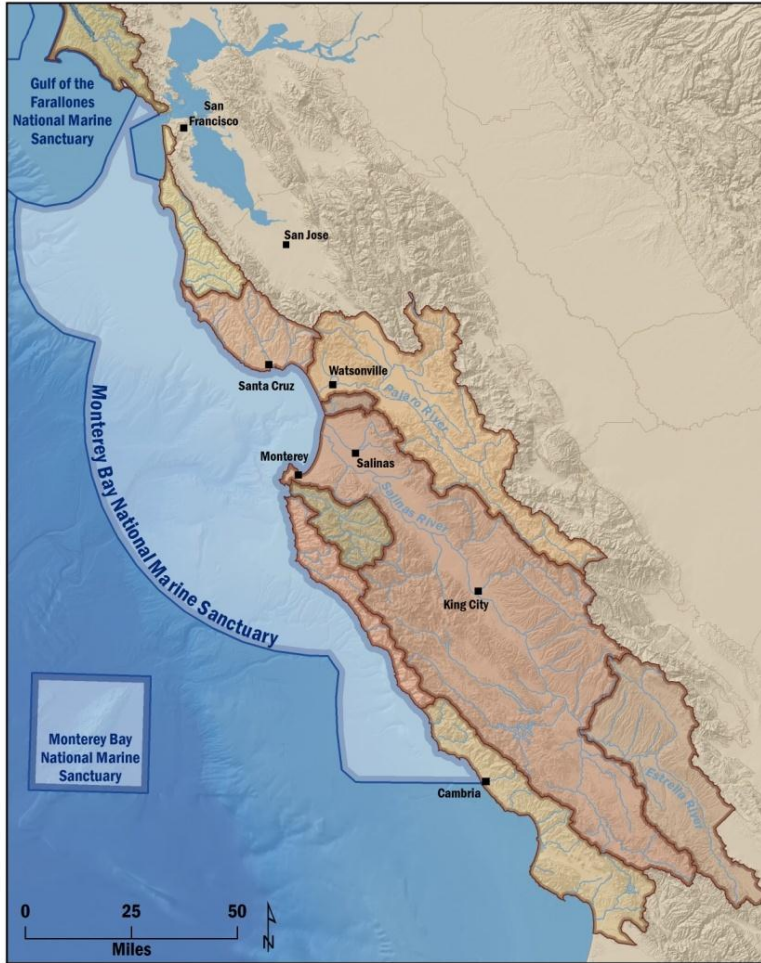 Gulf of the
Farallones
National Marine
Sanctuary
San
Francisco
San Jose
Santa Cruz
Watsonville
Pajaro River
Monterey
Salinas
Salinas River
Monterey Bay National Marine Sanctuary
King City
Monterey Bay
National Marine
Sanctuary
Cambria
Estrella River
0 25 50
Miles
N